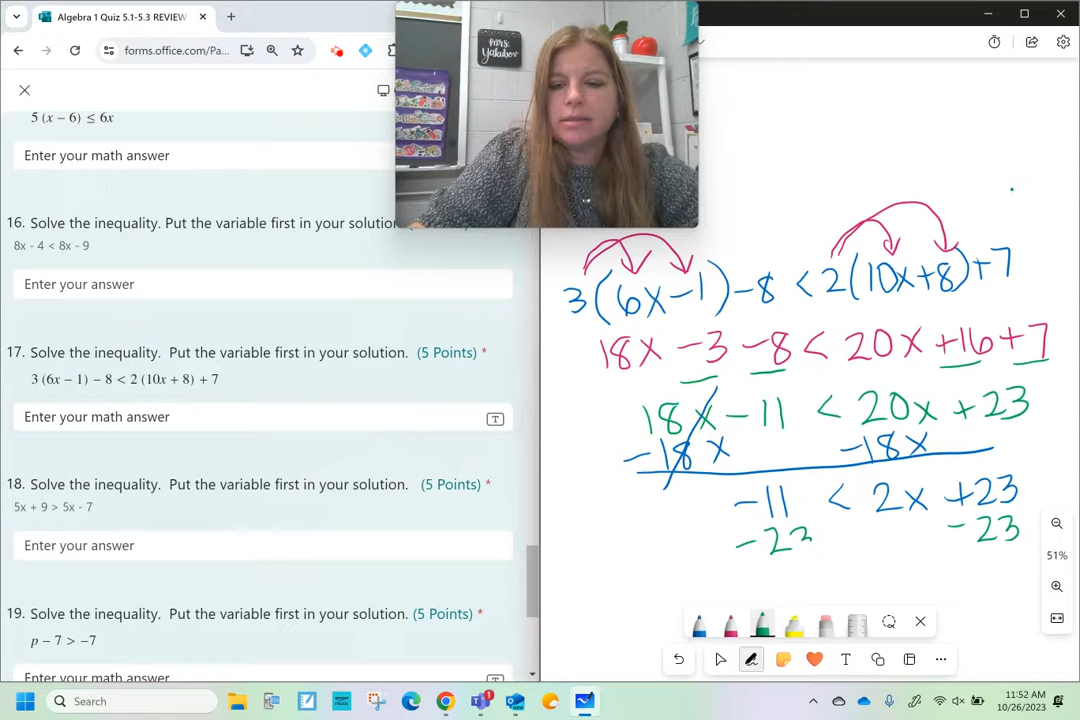 Algebra 1 Quiz 5.1-5.3 REVIEW
forms.office.com/Pa...
5 (x − 6) ≤ 6x
Enter your math answer
16. Solve the inequality. Put the variable first in your solution
8x - 4 < 8x - 9
Enter your answer
17. Solve the inequality. Put the variable first in your solution. (5 Points) *
3 (6x − 1) − 8 < 2 (10x + 8) + 7
Enter your math answer
18. Solve the inequality. Put the variable first in your solution. (5 Points) *
5x + 9 > 5x - 7
Enter your answer
19. Solve the inequality. Put the variable first in your solution. (5 Points) *
p − 7 > −7
Enter your math answer
Mrs. Yakubov
3(6x-1)-8 < 2(10x+8)+7
18x -3 -8 < 20x +16 +7
18x -11 < 20x +23
-18x -18x
-11 < 2x +23
-23 -23
51%
Search
11:52 AM
10/26/2023